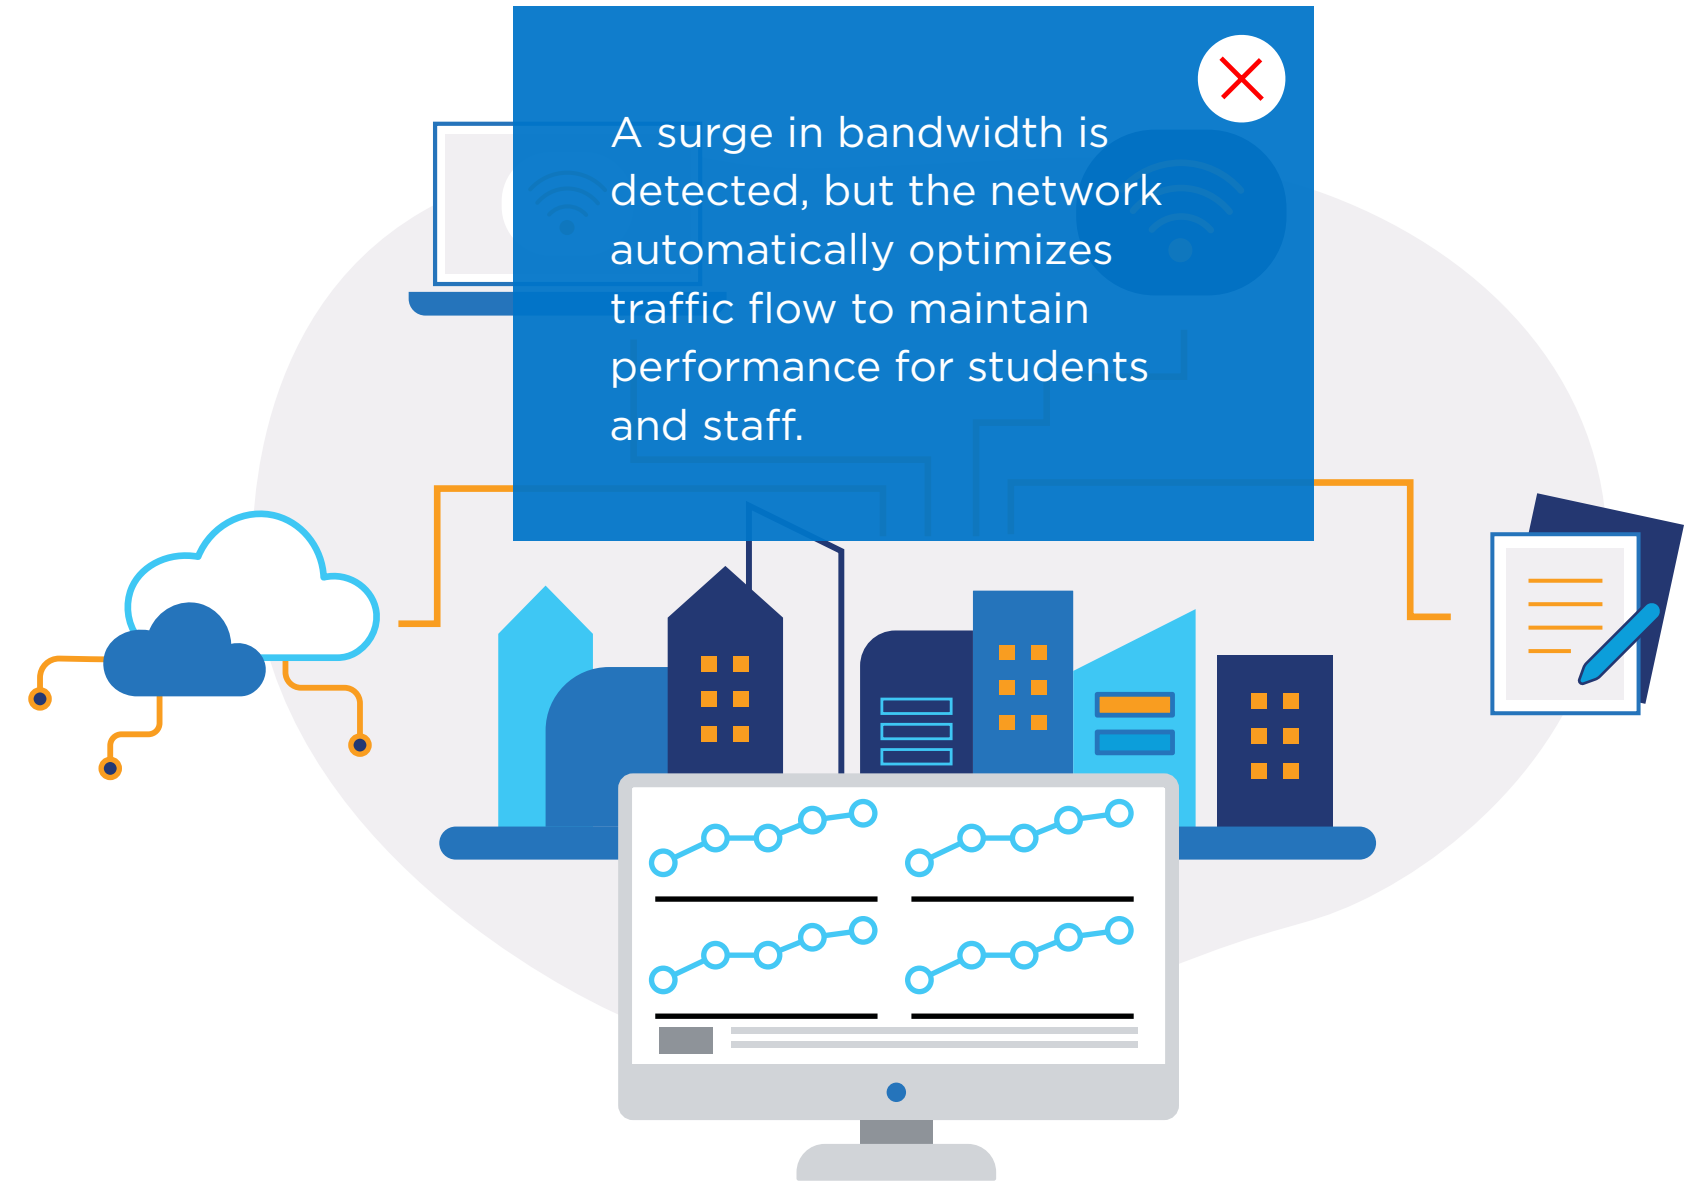 A surge in bandwidth is
detected, but the network
automatically optimizes
traffic flow to maintain
performance for students
and staff.